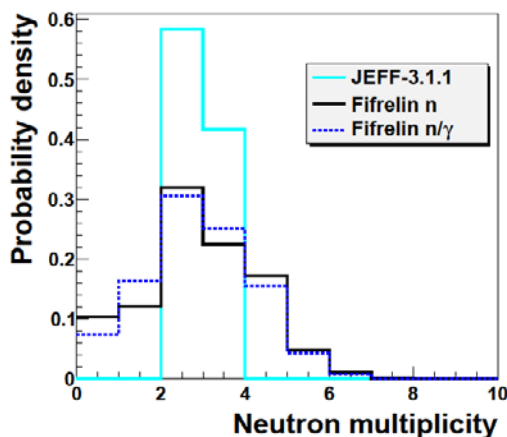 Probability density
0.6
0.5
0.4
0.3
0.2
0.1
0
JEFF-3.1.1
Fifrelin n
Fifrelin n/γ
0 2 4 6 8 10
Neutron multiplicity